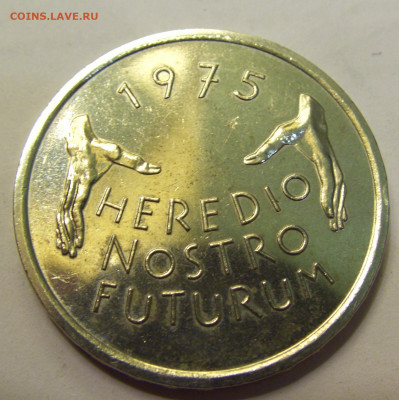 COINS.LAVE.RU
1975
HEREDIO
NOSTRO
FUTURUM